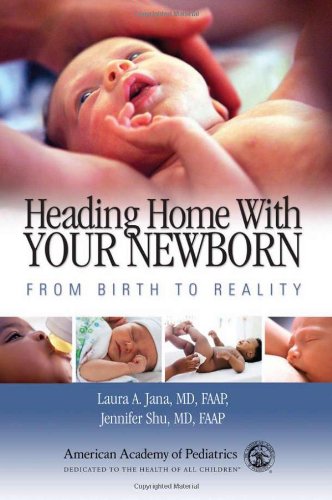 Heading Home With
YOUR NEWBORN
FROM BIRTH TO REALITY
Laura A. Jana, MD, FAAP,
Jennifer Shu, MD, FAAP
American Academy of Pediatrics
DEDICATED TO THE HEALTH OF ALL CHILDREN™